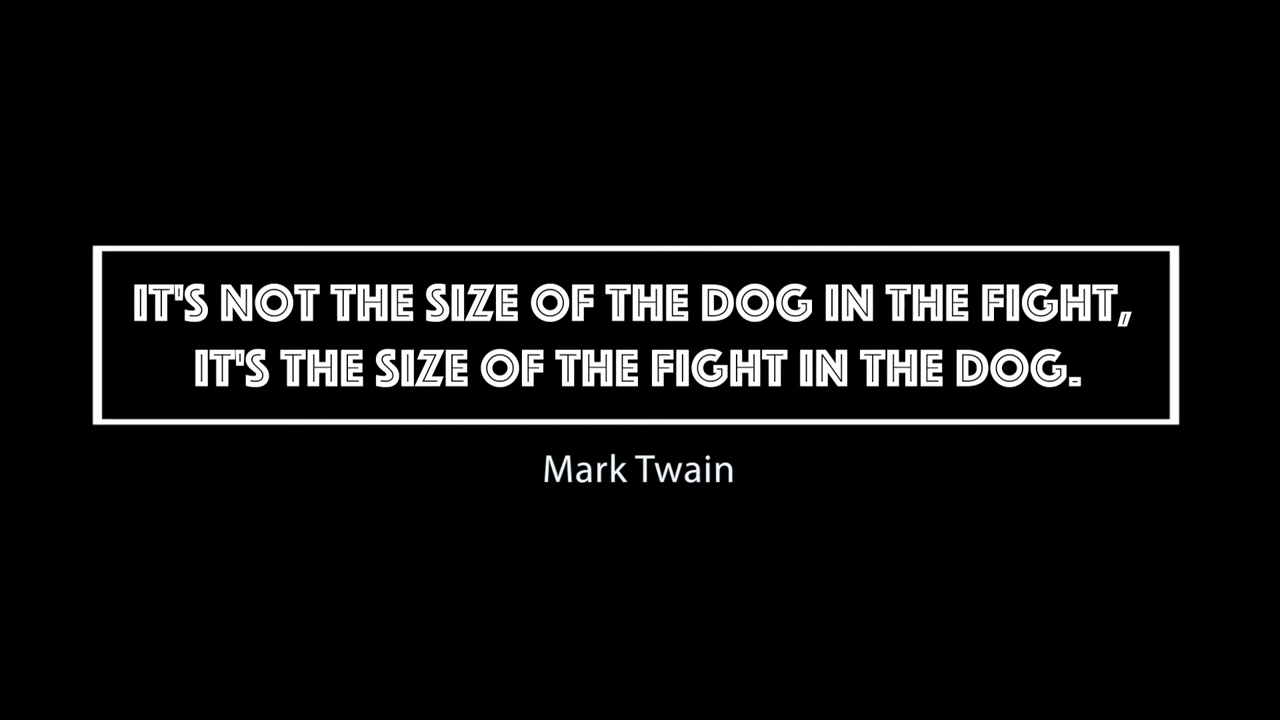 IT'S NOT THE SIZE OF THE DOG IN THE FIGHT,
IT'S THE SIZE OF THE FIGHT IN THE DOG.
Mark Twain